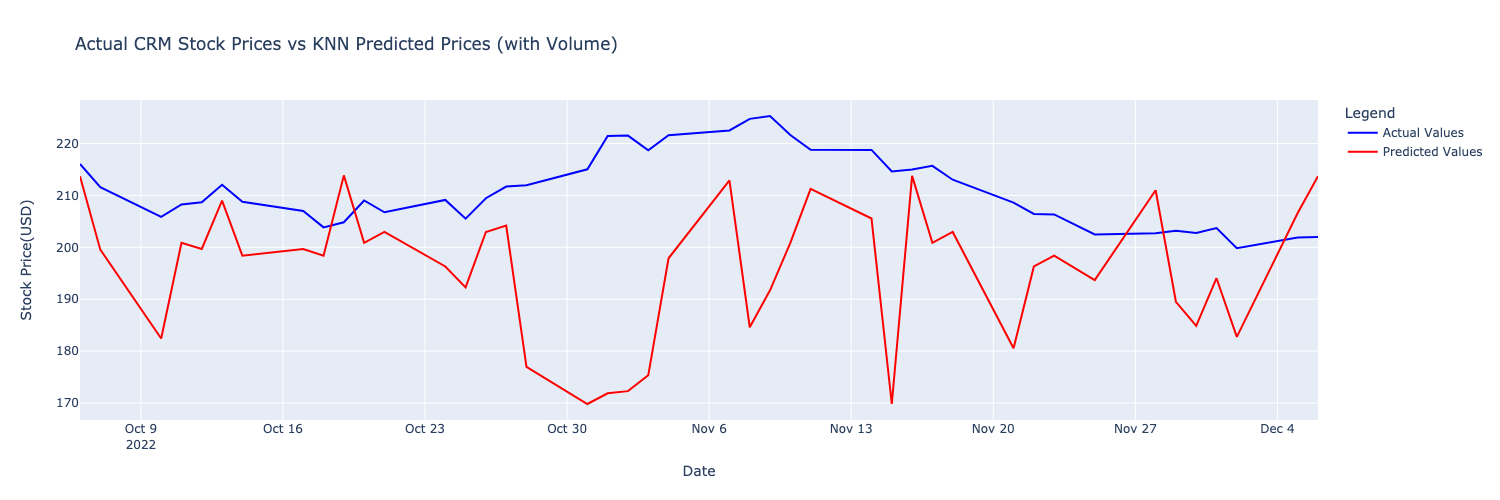 Actual CRM Stock Prices vs KNN Predicted Prices (with Volume)
Legend
Actual Values
Predicted Values
Stock Price(USD)
220
210
200
190
180
170
Oct 9
2022
Oct 16
Oct 23
Oct 30
Nov 6
Nov 13
Nov 20
Nov 27
Dec 4
Date